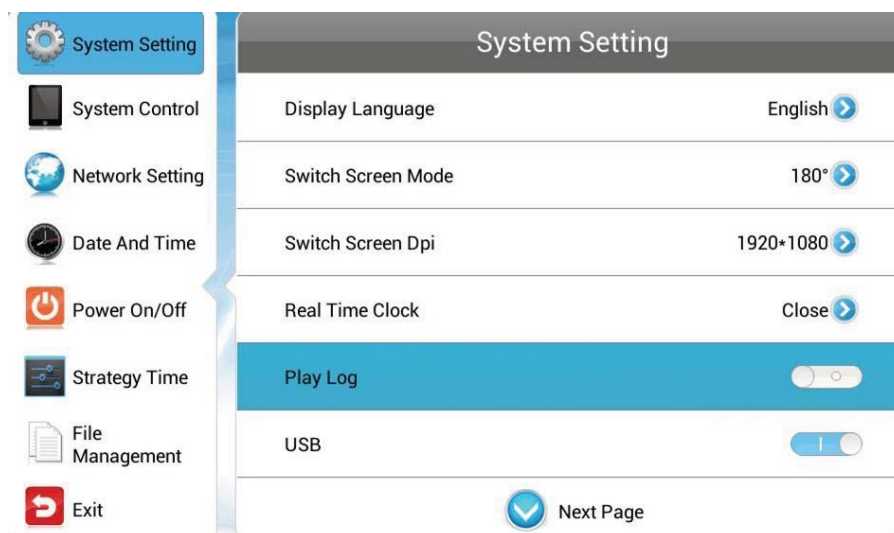 System Setting
System Control
Network Setting
Date And Time
Power On/Off
Strategy Time
File
Management
Exit
System Setting
Display Language English
Switch Screen Mode 180°
Switch Screen Dpi 1920*1080
Real Time Clock Close
Play Log
USB
Next Page